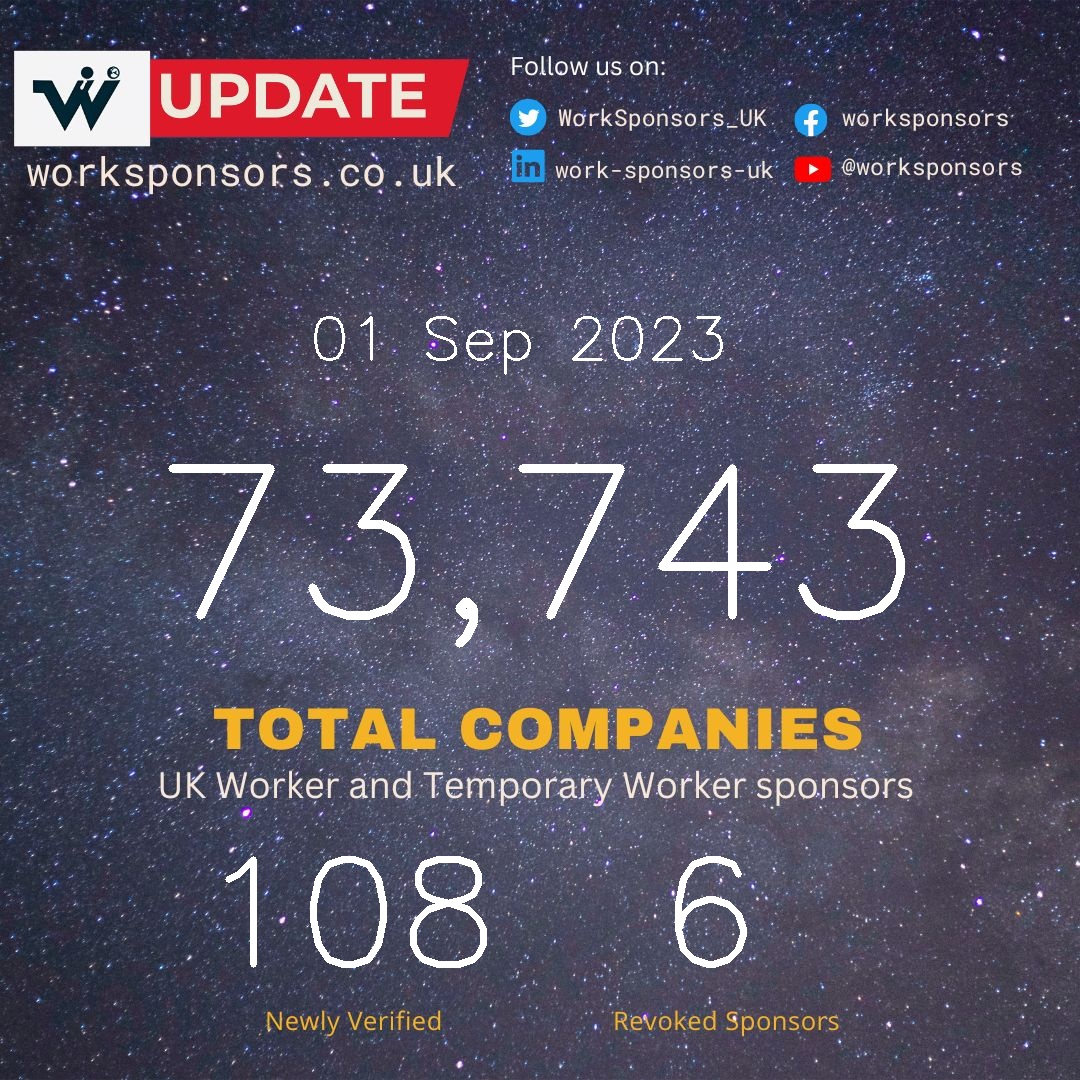 UPDATE
worksponsors.co.uk
Follow us on:
WorkSponsors_UK
worksponsors
in
work-sponsors-uk
@worksponsors
01 Sep 2023
73,743
TOTAL COMPANIES
UK Worker and Temporary Worker sponsors
108
6
Newly Verified
Revoked Sponsors